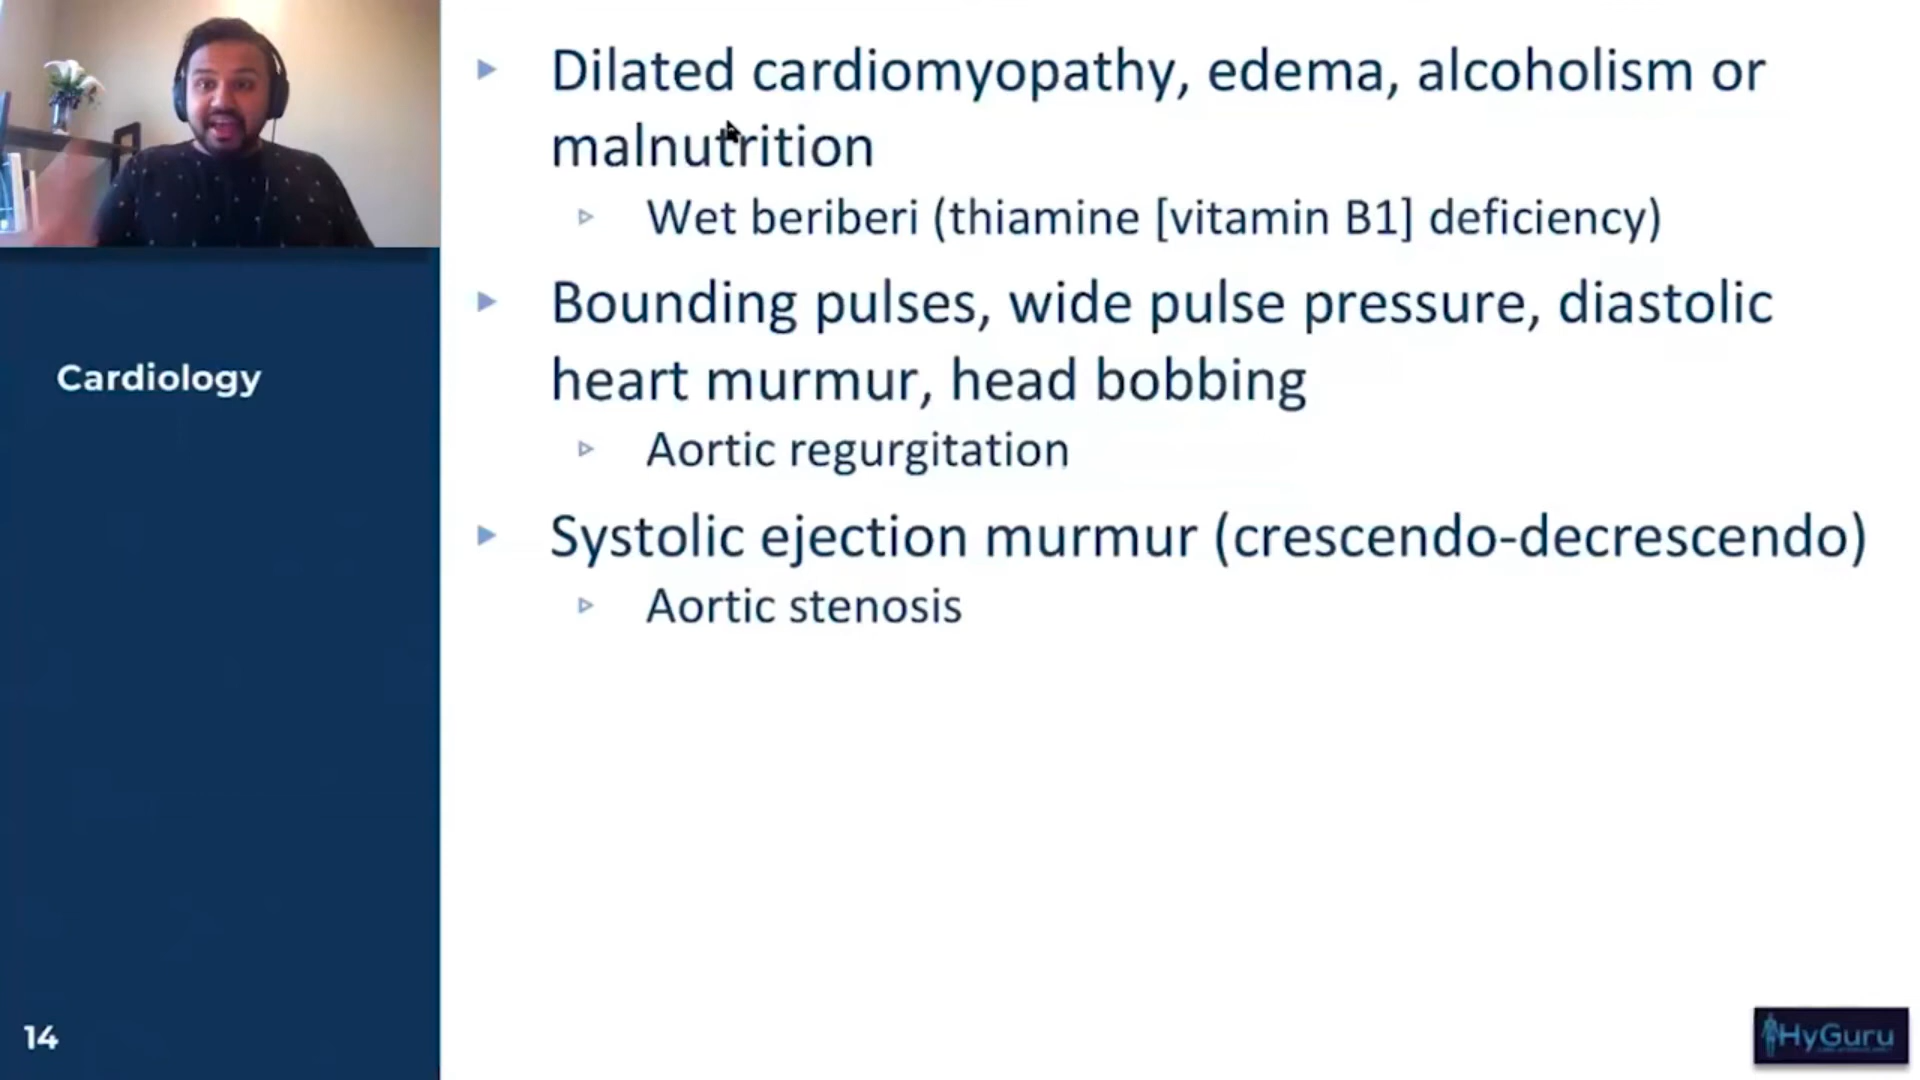 Dilated cardiomyopathy, edema, alcoholism or
malnutrition
Wet beriberi (thiamine [vitamin B1] deficiency)
Bounding pulses, wide pulse pressure, diastolic
heart murmur, head bobbing
Aortic regurgitation
Systolic ejection murmur (crescendo-decrescendo)
Aortic stenosis
Cardiology
14
HyGuru